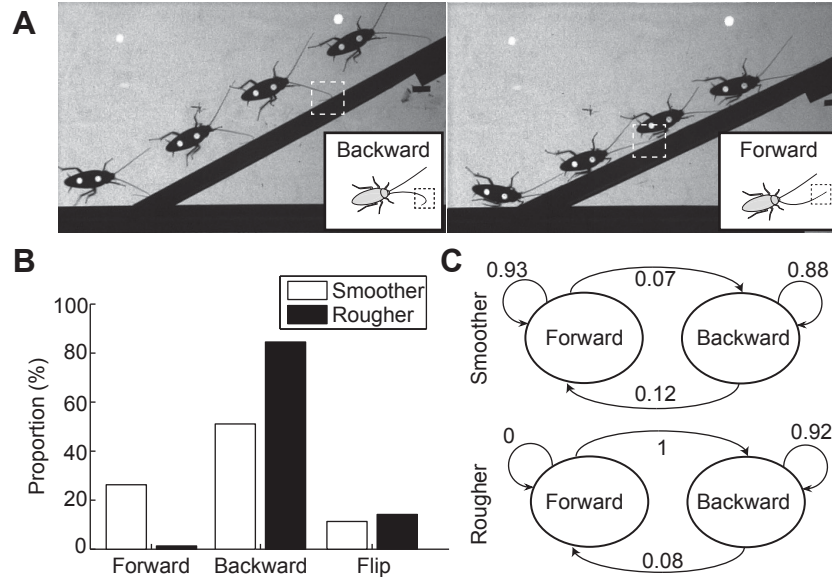 A
Backward
Forward
B
Proportion (%)
100
80
60
40
20
0
Smoother
Rougher
Forward
Backward
Flip
C
Smoother
0.93
0.07
0.88
Forward
Backward
0.12
Rougher
0
1
0.92
Forward
Backward
0.08